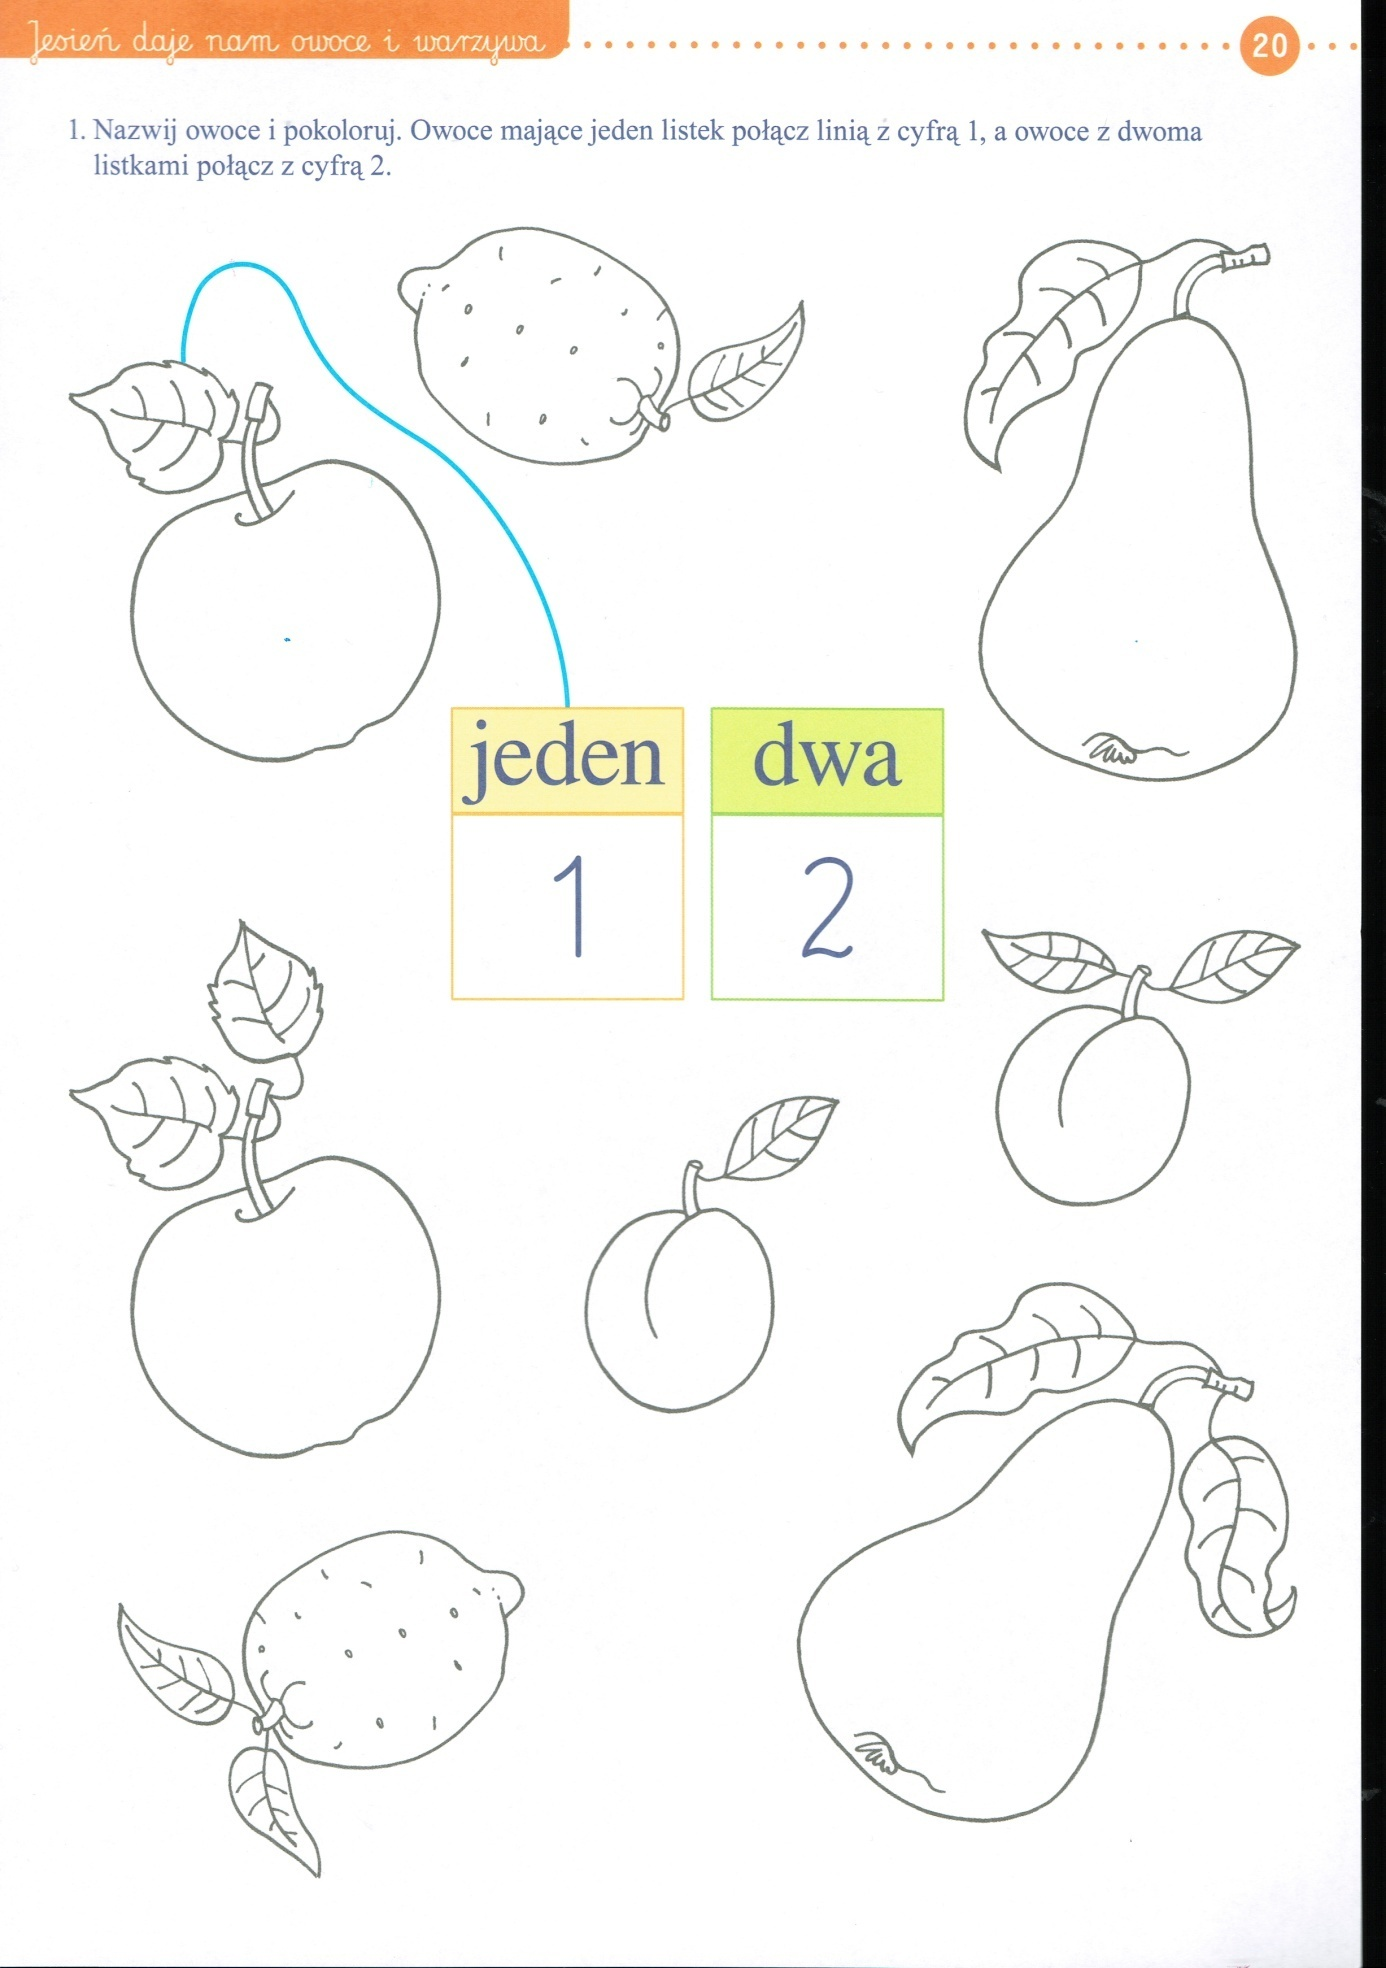 Jesień daje nam owoce i warzywa
20
1. Nazwij owoce i pokoloruj. Owoce mające jeden listek połącz linią z cyfrą 1, a owoce z dwoma
listkami połącz z cyfrą 2.
jeden
dwa
1
2